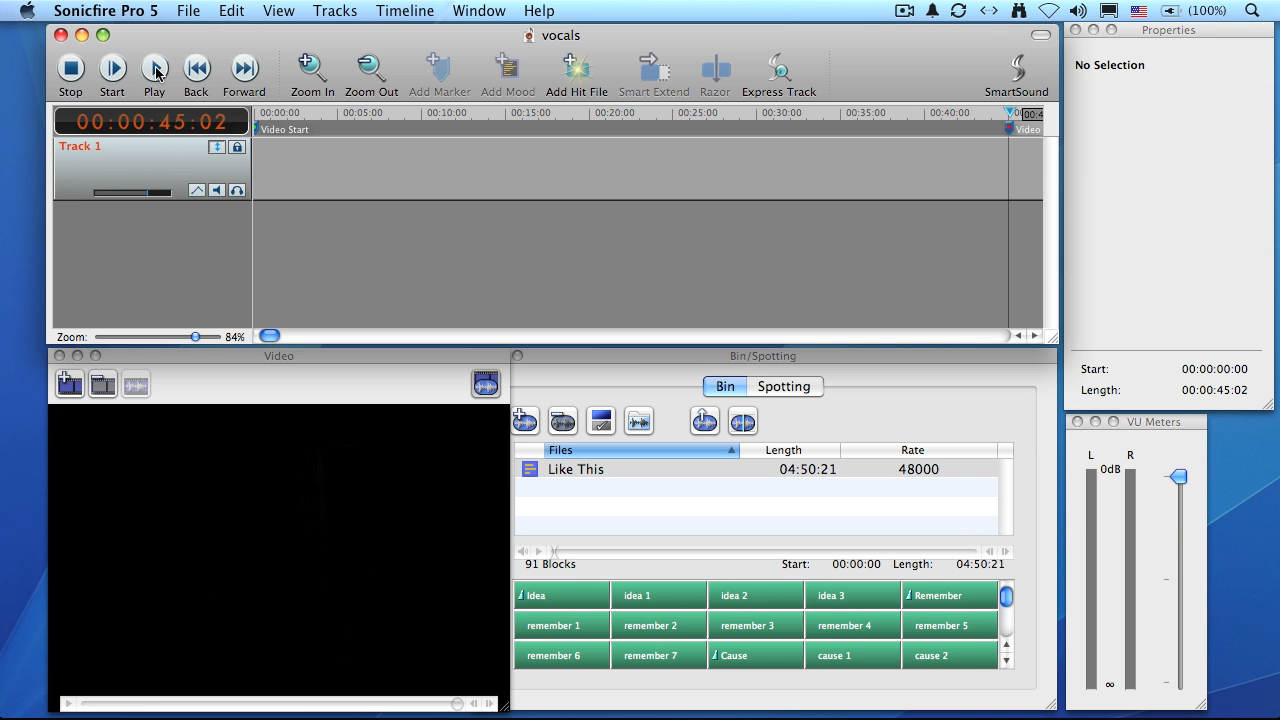 Sonicfire Pro 5 File Edit View Tracks Timeline Window Help (100%)
vocals
Properties
Stop Start Play Back Forward Zoom In Zoom Out Add Marker Add Mood Add Hit File Smart Extend Razor Express Track SmartSound
No Selection
00:00:45:02
00:00:00 00:05:00 00:10:00 00:15:00 00:20:00 00:25:00 00:30:00 00:35:00 00:40:00 00:4
Video Start Video
Track 1
Zoom: 84%
Start: 00:00:00:00
Length: 00:00:45:02
Video
Bin/Spotting
Bin Spotting
Files Length Rate
Like This 04:50:21 48000
91 Blocks Start: 00:00:00 Length: 04:50:21
Idea idea 1 idea 2 idea 3 Remember
remember 1 remember 2 remember 3 remember 4 remember 5
remember 6 remember 7 Cause cause 1 cause 2
VU Meters
L R
0dB
∞